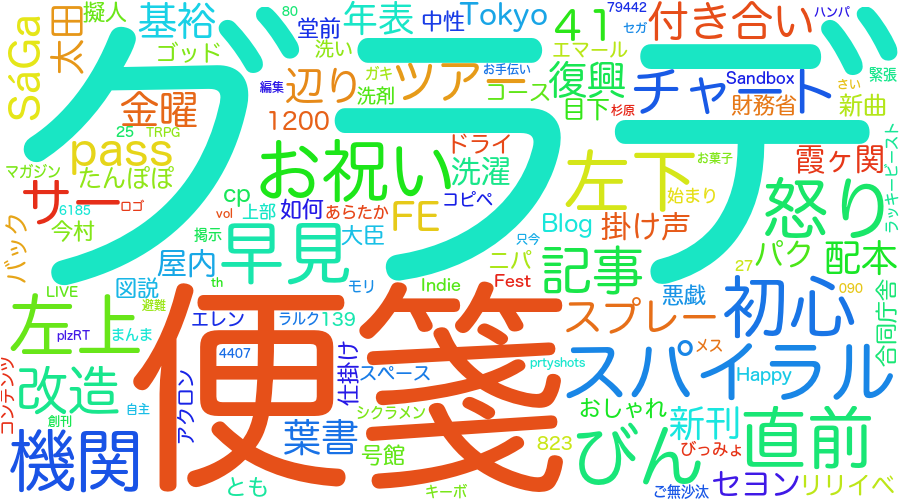 擬人
基裕
80
堂前
年表
中性
Tokyo
41
79442
セガ
付き合い
ハンパ
太田
SáGa
ゴッド
洗い
エマール
グラデ
編集
辺り
ガキ
ツアー
お手伝い
復興
チャート
Sandbox
緊張
洗剤
コース
目下
杉原
財務省
さい
新曲
金曜
1200
25
TRPG
pass
お祝い
ドライ
洗濯
左下
お菓子
霞ヶ関
マガジン
たんぽぽ
サー
ロゴ
cp
コピペ
始まり
怒り
ラッキービースト
6185
vol
上部
如何
あらたか
FE
Blog
掛け声
今村
掲示
早見
大臣
只今
バック
屋内
ニパ
記事
パク
配本
27
LIVE
図説
th
モリ
Indie
Fest
悪戯
初心
090
合同庁舎
避難
左上
plzRT
まんま
エレン
ラルク
139
便箋
スプレー
メス
4407
仕掛け
スペース
prtyshots
スパイラル
Happy
コンテンツ
改造
自主
アクロン
シクラメン
おしゃれ
新刊
直前
創刊
機関
葉書
号館
823
びん
びっみょ
とも
キーボ
ご無沙汰
セヨン
リリイベ